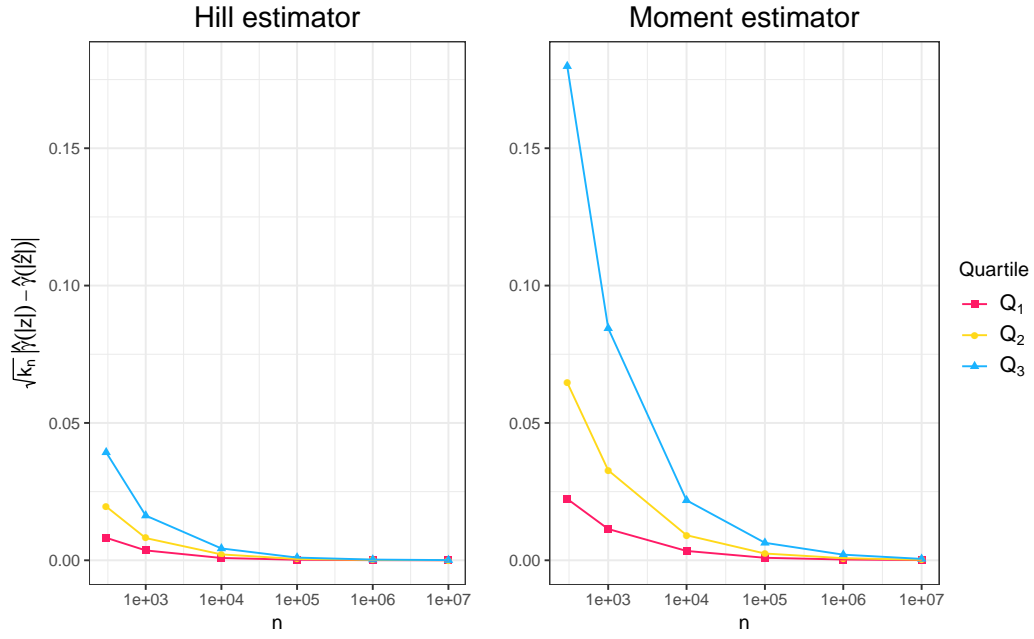 Hill estimator
Moment estimator
0.15
0.10
0.05
0.00
0.15
0.10
0.05
0.00
√kₙ |γ̂(|z|) − γ̂(|ẑ|)|
1e+03 1e+04 1e+05 1e+06 1e+07
1e+03 1e+04 1e+05 1e+06 1e+07
n
n
Quartile
Q₁
Q₂
Q₃